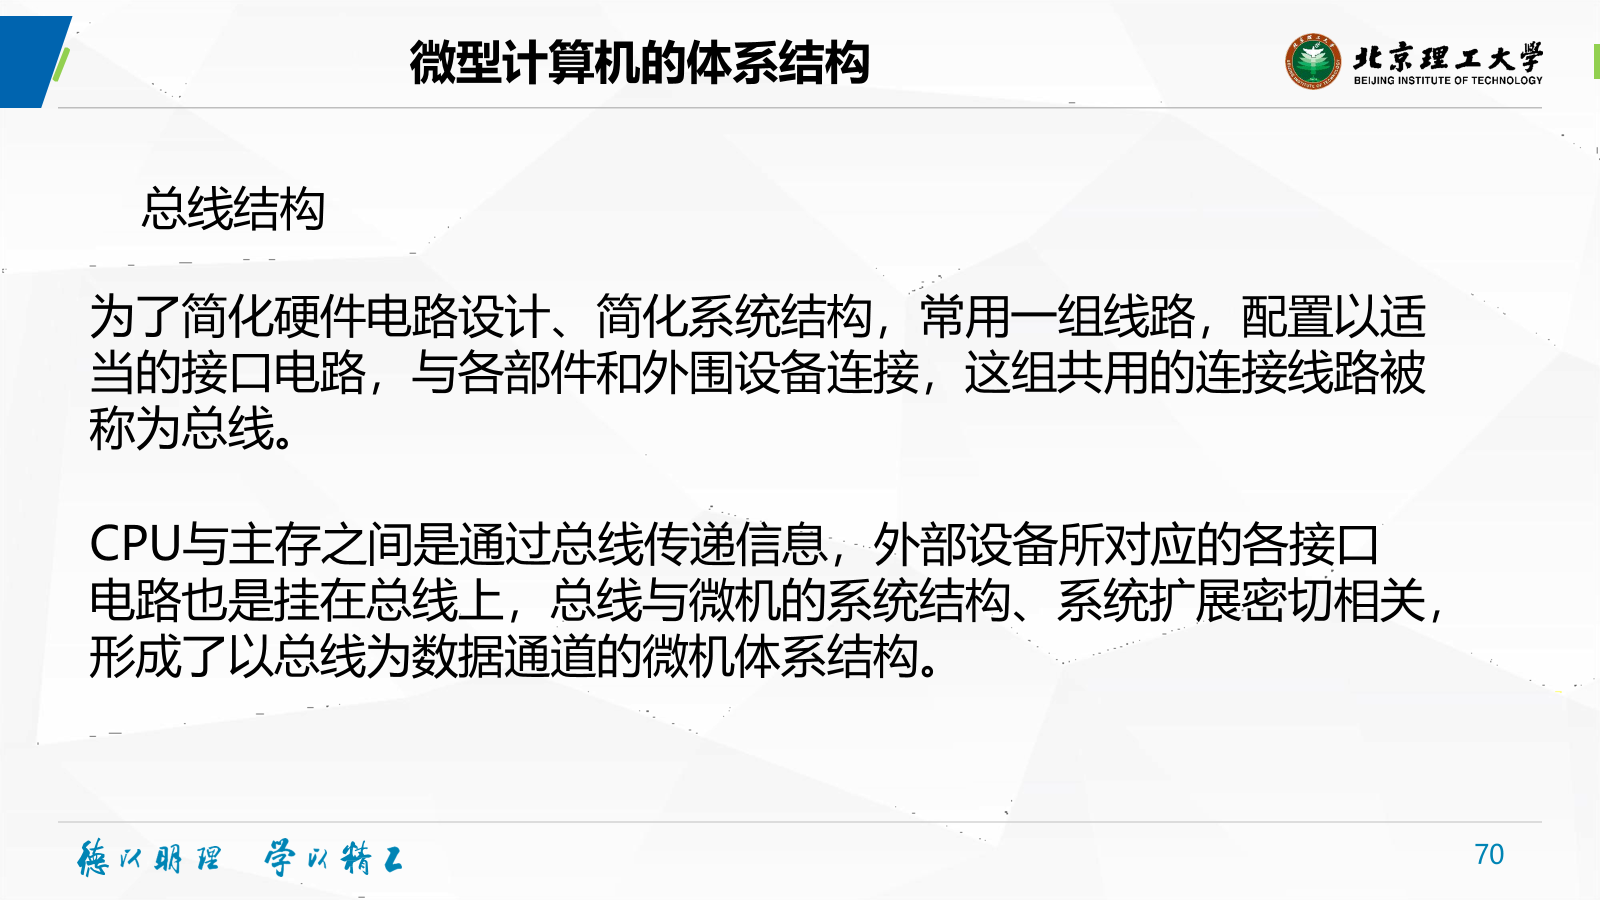 微型计算机的体系结构
北京理工大学
BEIJING INSTITUTE OF TECHNOLOGY
总线结构
为了简化硬件电路设计、简化系统结构，常用一组线路，配置以适
当的接口电路，与各部件和外围设备连接，这组共用的连接线路被
称为总线。
CPU与主存之间是通过总线传递信息，外部设备所对应的各接口
电路也是挂在总线上，总线与微机的系统结构、系统扩展密切相关，
形成了以总线为数据通道的微机体系结构。
德以明理 学以精工
70